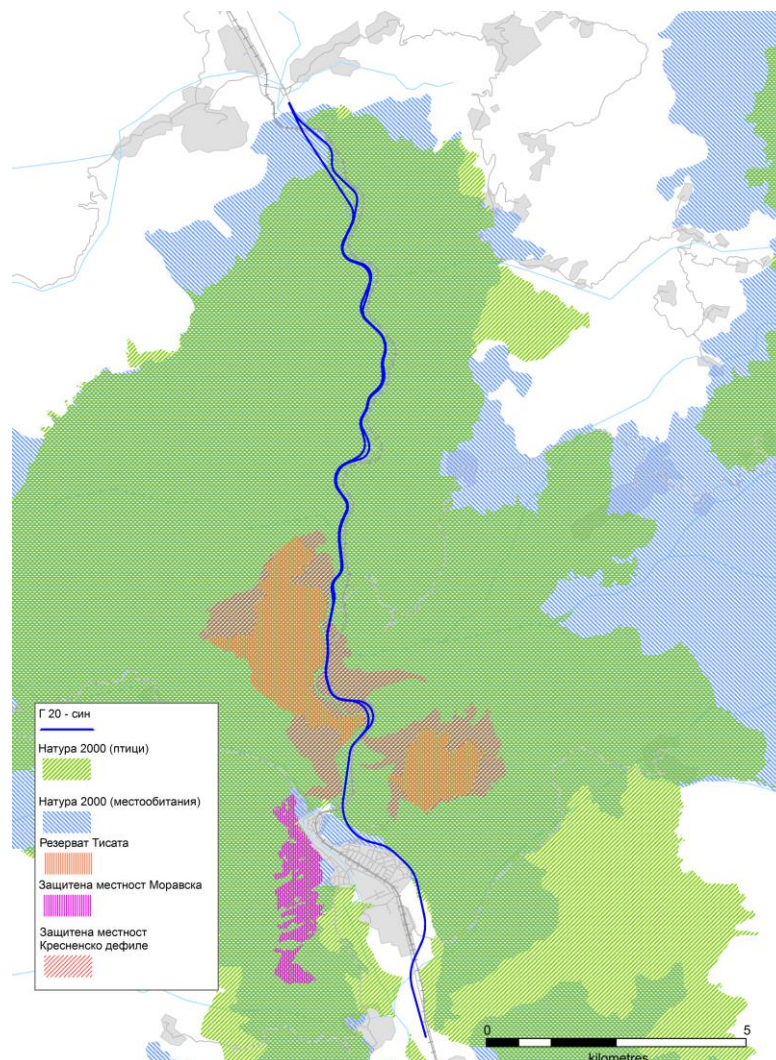 Г 20 - син
Натура 2000 (птици)
Натура 2000 (местообитания)
Резерват Тисата
Защитена местност Моравска
Защитена местност
Кресненско дефиле
0 5
kilometres